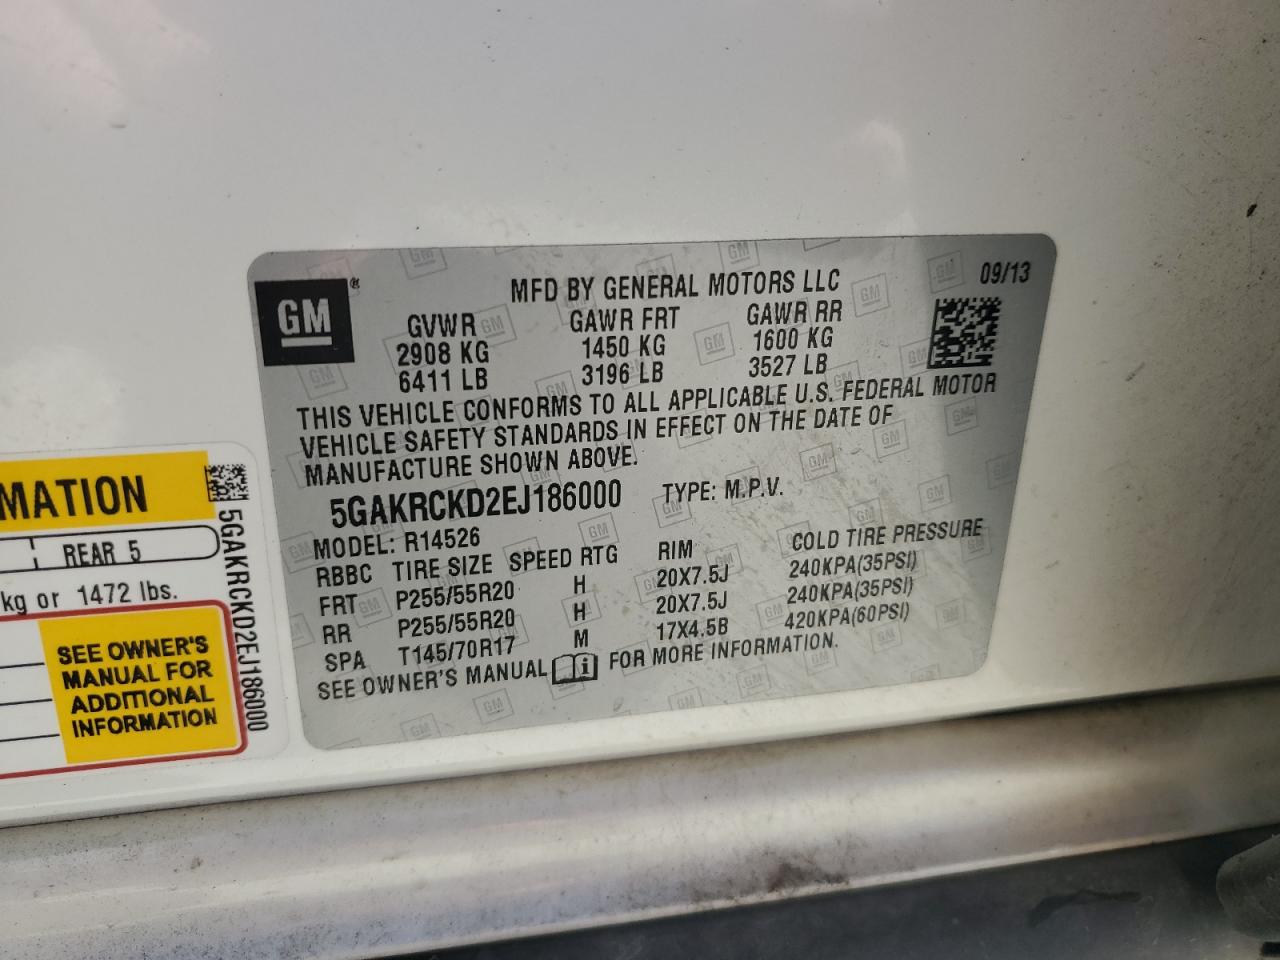 GM ®
MFD BY GENERAL MOTORS LLC 09/13
GVWR GAWR FRT GAWR RR
2908 KG 1450 KG 1600 KG
6411 LB 3196 LB 3527 LB
THIS VEHICLE CONFORMS TO ALL APPLICABLE U.S. FEDERAL MOTOR
VEHICLE SAFETY STANDARDS IN EFFECT ON THE DATE OF
MANUFACTURE SHOWN ABOVE.
5GAKRCKD2EJ186000 TYPE: M.P.V.
MODEL: R14526
RBBC TIRE SIZE SPEED RTG RIM COLD TIRE PRESSURE
FRT P255/55R20 H 20X7.5J 240KPA(35PSI)
RR P255/55R20 H 20X7.5J 240KPA(35PSI)
SPA T145/70R17 M 17X4.5B 420KPA(60PSI)
SEE OWNER'S MANUAL FOR MORE INFORMATION.
MATION
REAR 5
kg or 1472 lbs.
SEE OWNER'S
MANUAL FOR
ADDITIONAL
INFORMATION
5GAKRCKD2EJ186000